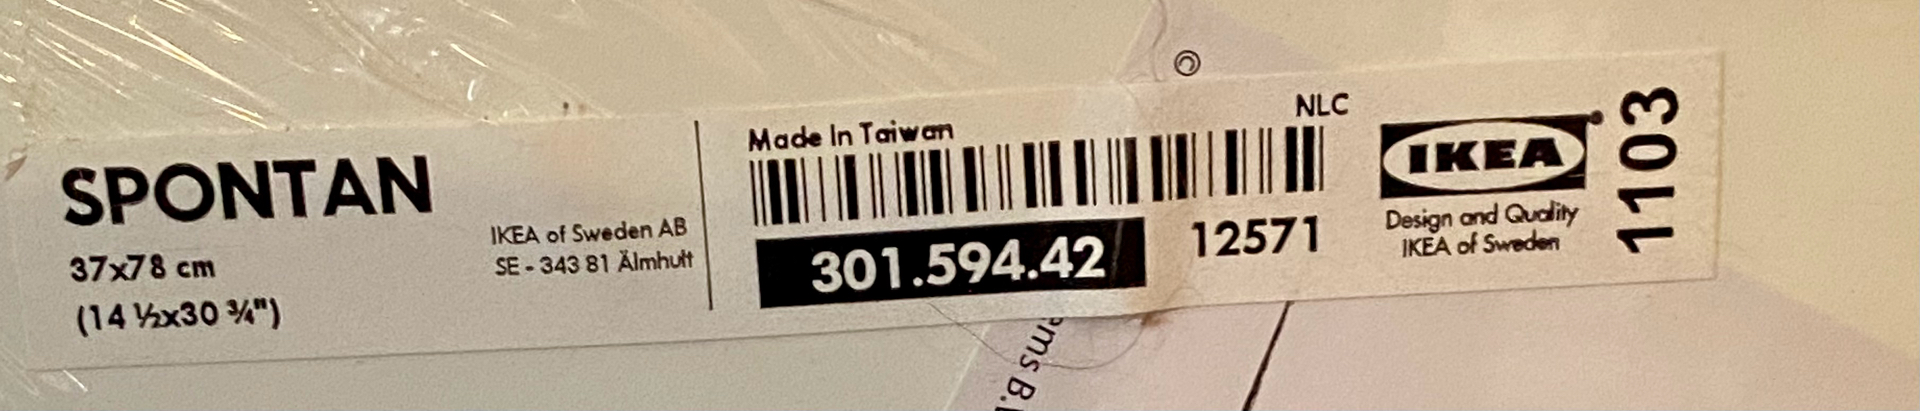 SPONTAN
37x78 cm
(14 ½x30 ¾")
IKEA of Sweden AB
SE - 343 81 Älmhult
Made In Taiwan
NLC
301.594.42
12571
IKEA
Design and Quality
IKEA of Sweden
1103